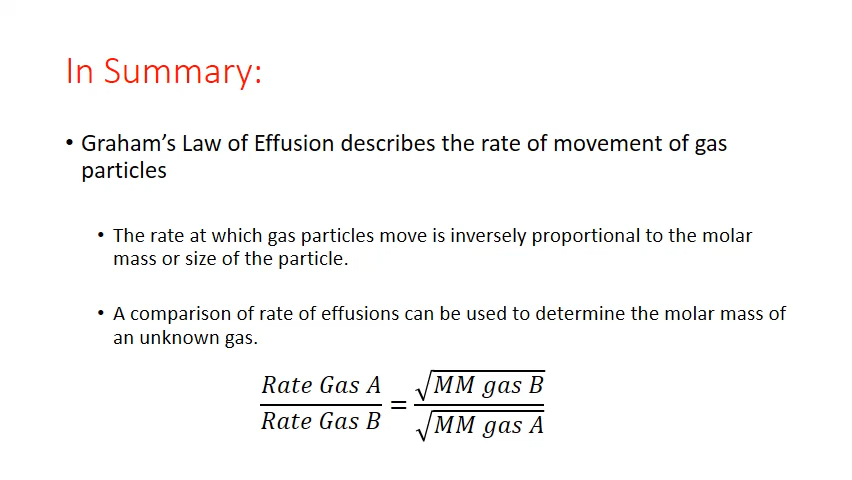 In Summary:
• Graham's Law of Effusion describes the rate of movement of gas
particles
• The rate at which gas particles move is inversely proportional to the molar
mass or size of the particle.
• A comparison of rate of effusions can be used to determine the molar mass of
an unknown gas.
Rate Gas A / Rate Gas B = √MM gas B / √MM gas A